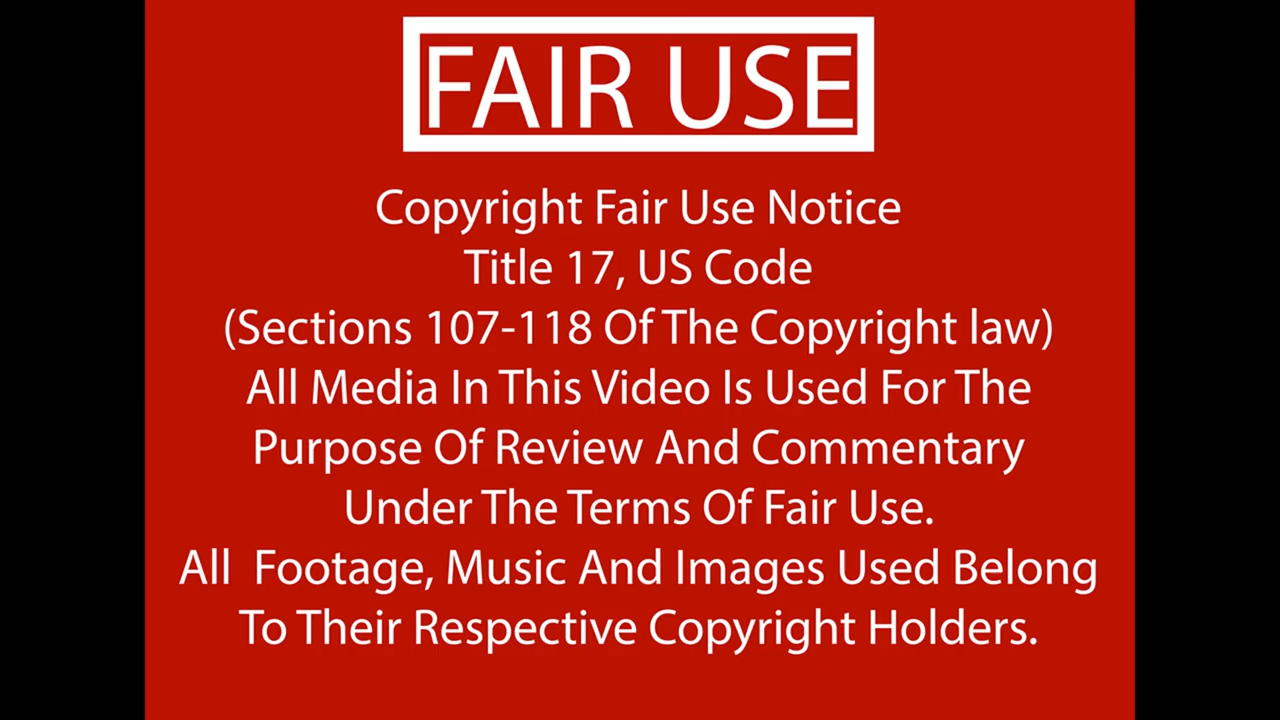 FAIR USE
Copyright Fair Use Notice
Title 17, US Code
(Sections 107-118 Of The Copyright law)
All Media In This Video Is Used For The
Purpose Of Review And Commentary
Under The Terms Of Fair Use.
All  Footage, Music And Images Used Belong
To Their Respective Copyright Holders.